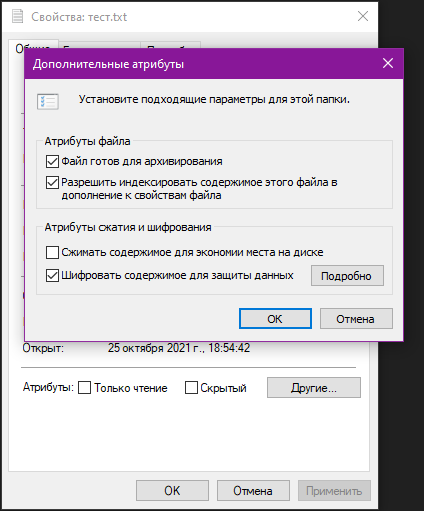 Свойства: тест.txt
Дополнительные атрибуты
Установите подходящие параметры для этой папки.
Атрибуты файла
Файл готов для архивирования
Разрешить индексировать содержимое этого файла в
дополнение к свойствам файла
Атрибуты сжатия и шифрования
Сжимать содержимое для экономии места на диске
Шифровать содержимое для защиты данных
Подробно
ОК
Отмена
Открыт: 25 октября 2021 г., 18:54:42
Атрибуты: Только чтение Скрытый Другие...
ОК Отмена Применить